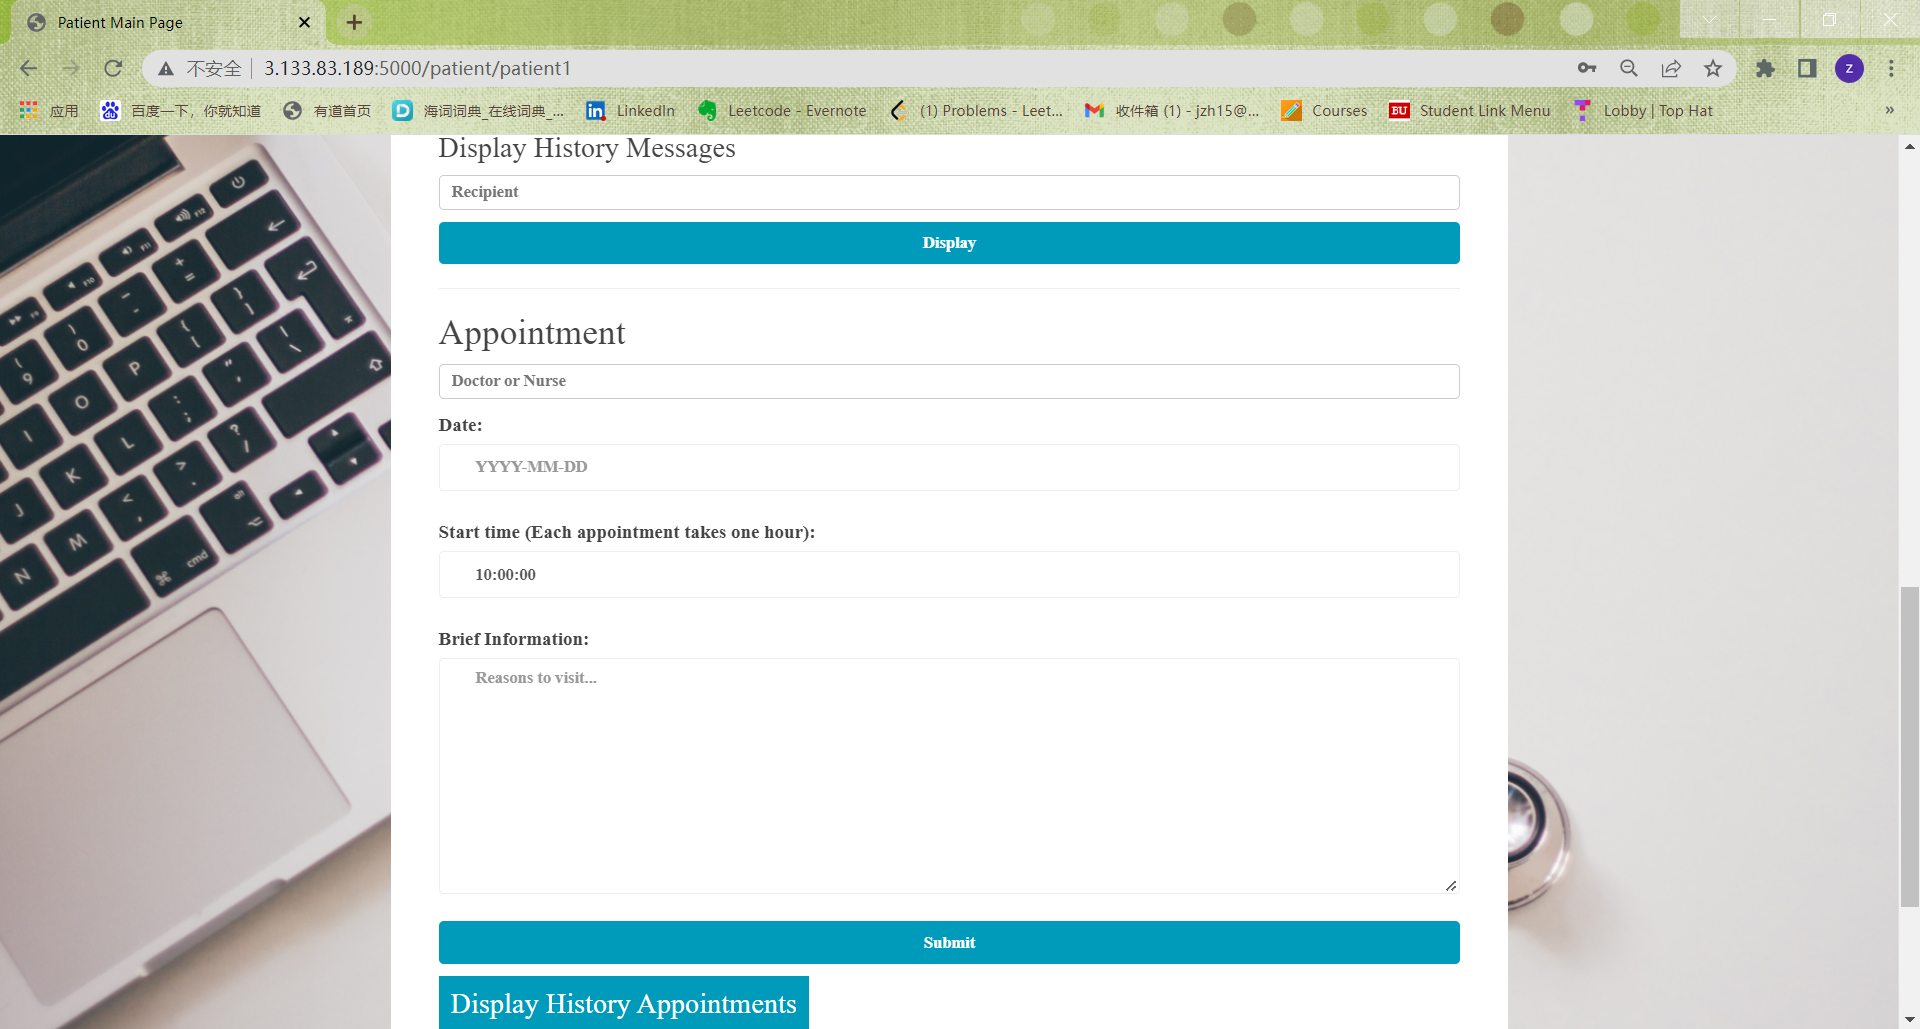 Patient Main Page
不安全 3.133.83.189:5000/patient/patient1
z
应用 百度一下，你就知道 有道首页 海词词典_在线词典_... LinkedIn Leetcode - Evernote (1) Problems - Leet... 收件箱 (1) - jzh15@... Courses BU Student Link Menu Lobby | Top Hat »
Display History Messages
Recipient
Display
Appointment
Doctor or Nurse
Date:
YYYY-MM-DD
Start time (Each appointment takes one hour):
10:00:00
Brief Information:
Reasons to visit...
Submit
Display History Appointments